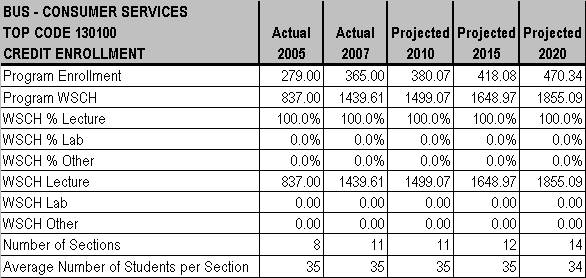 BUS - CONSUMER SERVICES
TOP CODE 130100 Actual Actual Projected Projected Projected
CREDIT ENROLLMENT 2005 2007 2010 2015 2020
Program Enrollment 279.00 365.00 380.07 418.08 470.34
Program WSCH 837.00 1439.61 1499.07 1648.97 1855.09
WSCH % Lecture 100.0% 100.0% 100.0% 100.0% 100.0%
WSCH % Lab 0.0% 0.0% 0.0% 0.0% 0.0%
WSCH % Other 0.0% 0.0% 0.0% 0.0% 0.0%
WSCH Lecture 837.00 1439.61 1499.07 1648.97 1855.09
WSCH Lab 0.00 0.00 0.00 0.00 0.00
WSCH Other 0.00 0.00 0.00 0.00 0.00
Number of Sections 8 11 11 12 14
Average Number of Students per Section 35 35 35 35 34